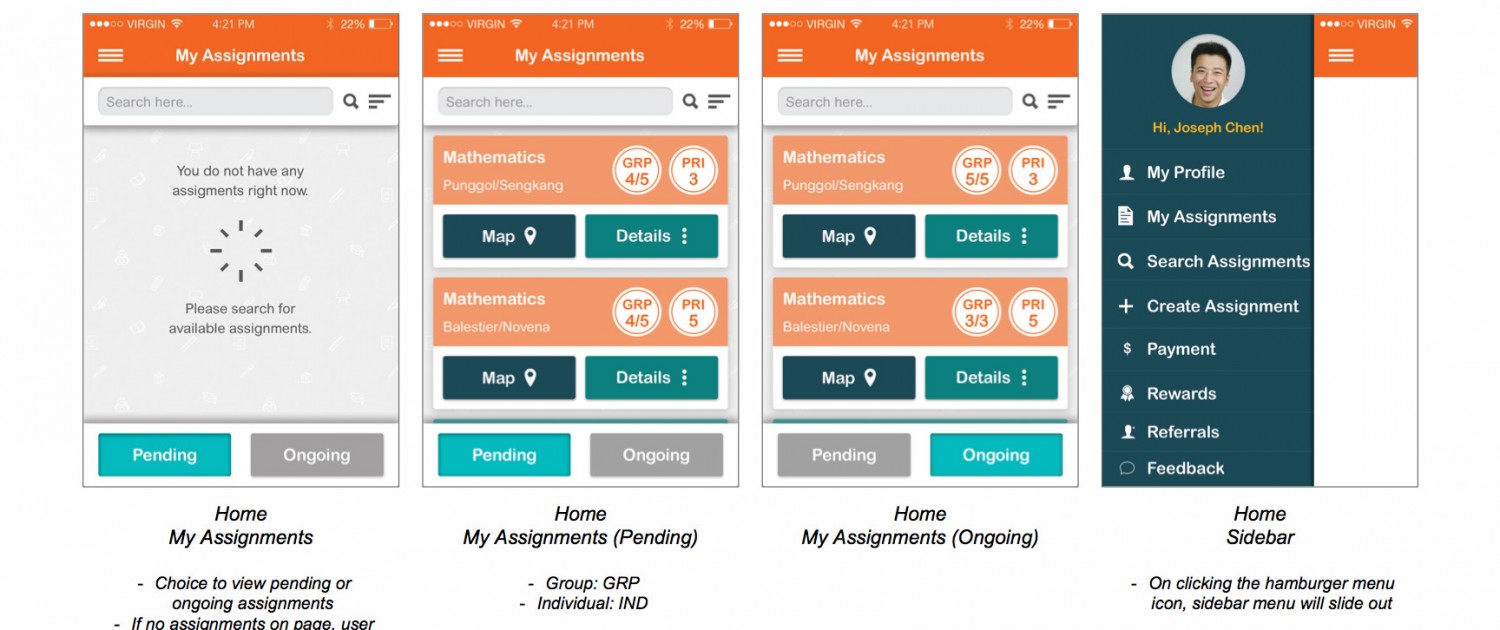 VIRGIN 4:21 PM 22%
My Assignments
Search here...
You do not have any
assigments right now.
Please search for
available assignments.
Pending Ongoing
Home
My Assignments
- Choice to view pending or
ongoing assignments
- If no assignments on page, user
VIRGIN 4:21 PM 22%
My Assignments
Search here...
Mathematics
Punggol/Sengkang
GRP
4/5
PRI
3
Map Details
Mathematics
Balestier/Novena
GRP
4/5
PRI
5
Map Details
Pending Ongoing
Home
My Assignments (Pending)
- Group: GRP
- Individual: IND
VIRGIN 4:21 PM 22%
My Assignments
Search here...
Mathematics
Punggol/Sengkang
GRP
5/5
PRI
3
Map Details
Mathematics
Balestier/Novena
GRP
3/3
PRI
5
Map Details
Pending Ongoing
Home
My Assignments (Ongoing)
VIRGIN
Hi, Joseph Chen!
My Profile
My Assignments
Search Assignments
Create Assignment
$ Payment
Rewards
Referrals
Feedback
Home
Sidebar
- On clicking the hamburger menu
icon, sidebar menu will slide out